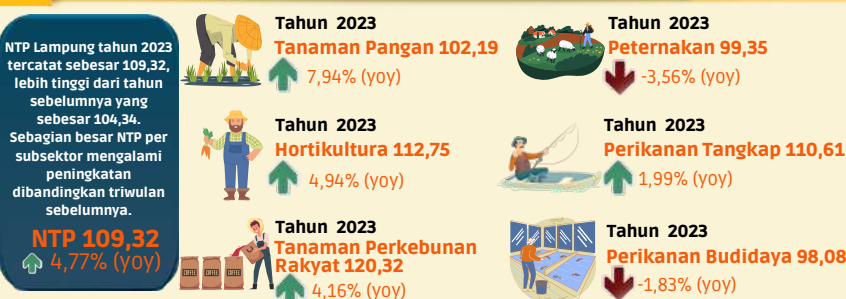 NTP Lampung tahun 2023
tercatat sebesar 109,32,
lebih tinggi dari tahun
sebelumnya yang
sebesar 104,34.
Sebagian besar NTP per
subsektor mengalami
peningkatan
dibandingkan triwulan
sebelumnya.
NTP 109,32
4,77% (yoy)
Tahun 2023
Tanaman Pangan 102,19
7,94% (yoy)
Tahun 2023
Hortikultura 112,75
4,94% (yoy)
Tahun 2023
Tanaman Perkebunan
Rakyat 120,32
4,16% (yoy)
COFFEE
COFFEE
COFFEE
Tahun 2023
Peternakan 99,35
-3,56% (yoy)
Tahun 2023
Perikanan Tangkap 110,61
1,99% (yoy)
Tahun 2023
Perikanan Budidaya 98,08
-1,83% (yoy)